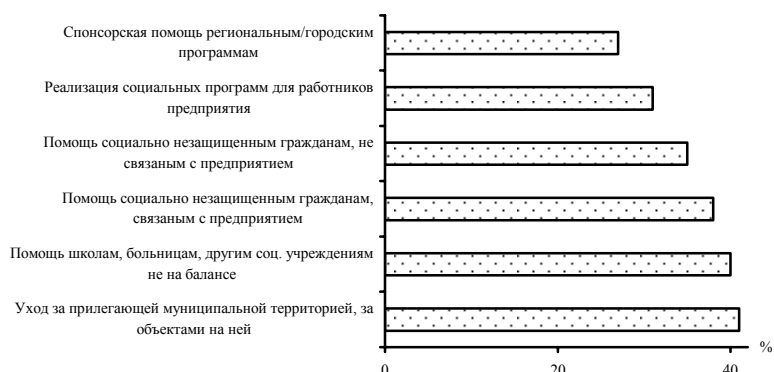 Спонсорская помощь региональным/городским
программам
Реализация социальных программ для работников
предприятия
Помощь социально незащищенным гражданам, не
связаным с предприятием
Помощь социально незащищенным гражданам,
связаным с предприятием
Помощь школам, больницам, другим соц. учреждениям
не на балансе
Уход за прилегающей муниципальной территорией, за
объектами на ней
%
0 20 40